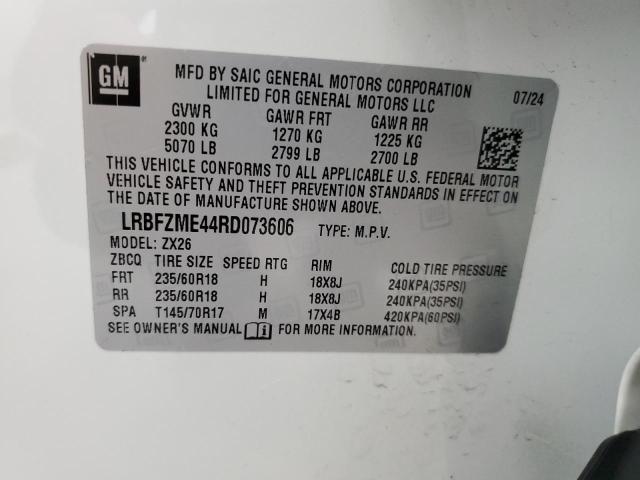 GM
MFD BY SAIC GENERAL MOTORS CORPORATION
LIMITED FOR GENERAL MOTORS LLC
07/24
GVWR GAWR FRT GAWR RR
2300 KG 1270 KG 1225 KG
5070 LB 2799 LB 2700 LB
THIS VEHICLE CONFORMS TO ALL APPLICABLE U.S. FEDERAL MOTOR
VEHICLE SAFETY AND THEFT PREVENTION STANDARDS IN EFFECT ON
THE DATE OF MANUFACTURE SHOWN ABOVE.
LRBFZME44RD073606 TYPE: M.P.V.
MODEL: ZX26
ZBCQ TIRE SIZE SPEED RTG RIM COLD TIRE PRESSURE
FRT 235/60R18 H 18X8J 240KPA(35PSI)
RR 235/60R18 H 18X8J 240KPA(35PSI)
SPA T145/70R17 M 17X4B 420KPA(60PSI)
SEE OWNER'S MANUAL FOR MORE INFORMATION.